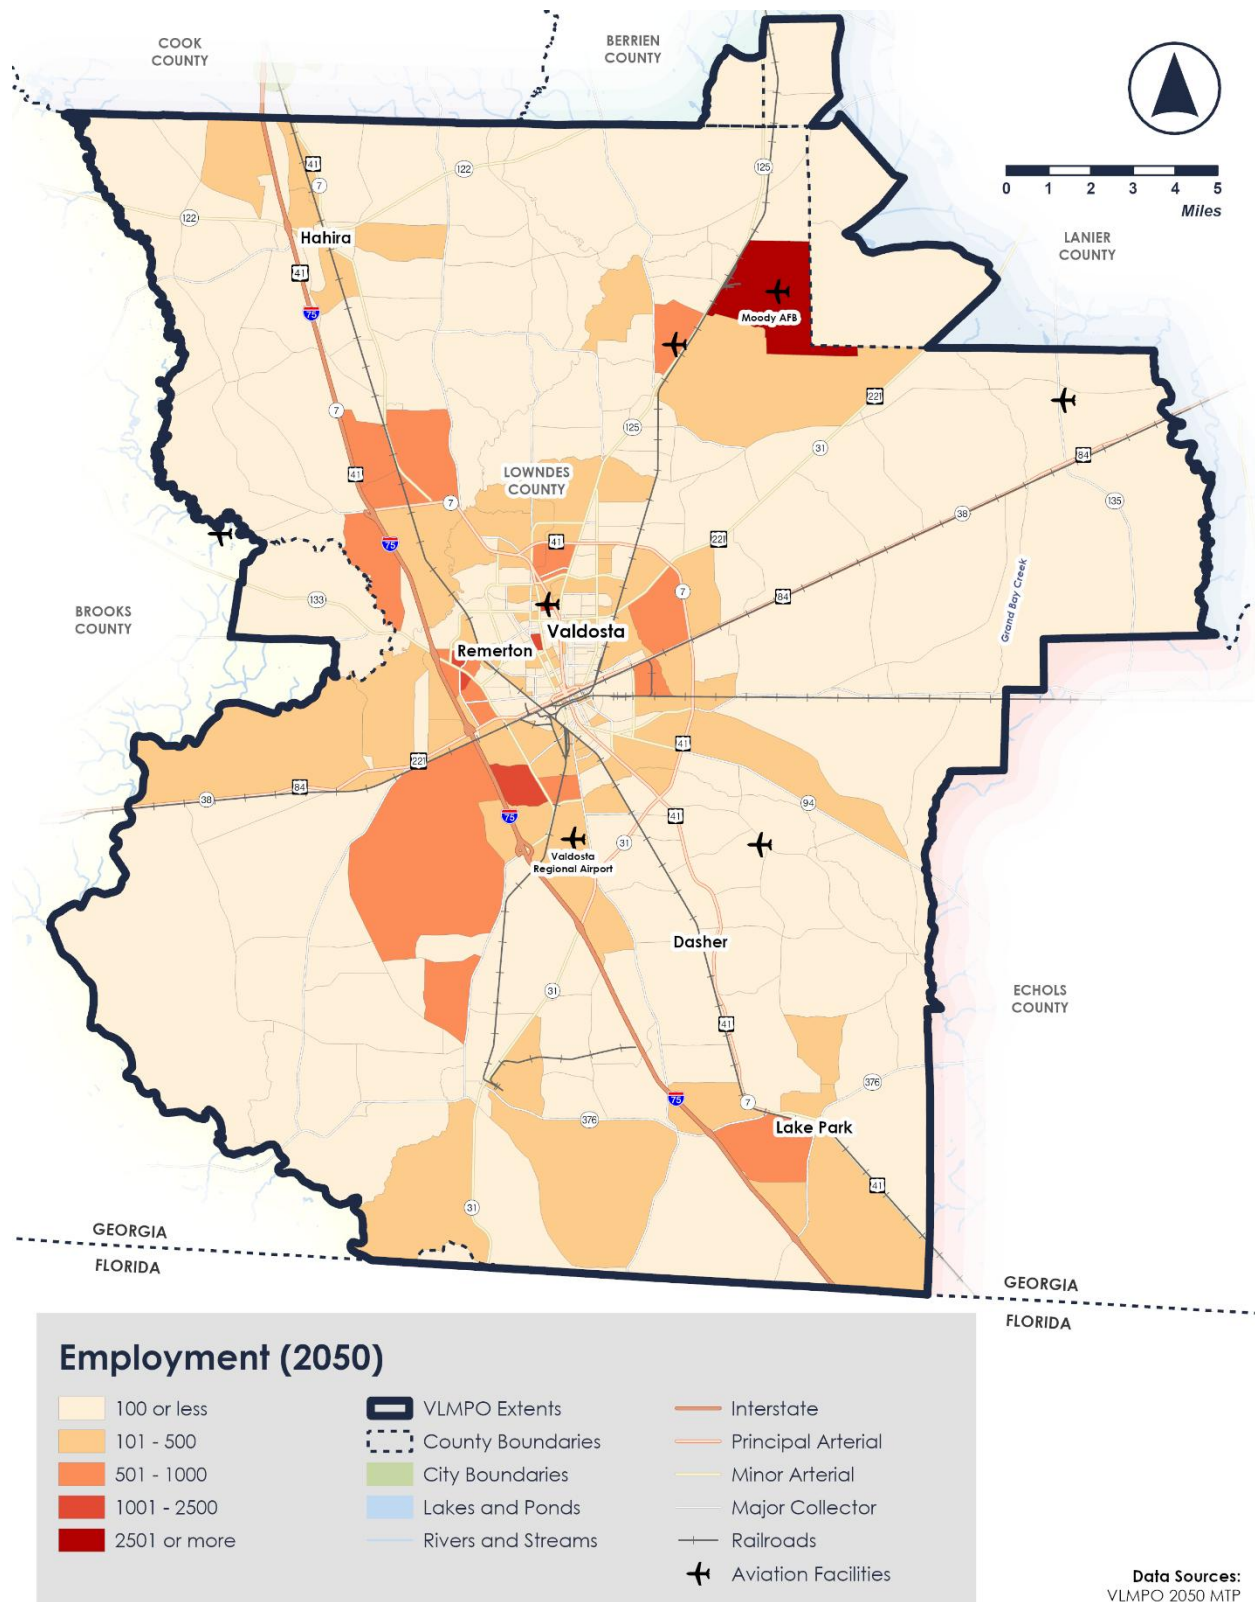 COOK
COUNTY
BERRIEN
COUNTY
0 1 2 3 4 5
Miles
LANIER
COUNTY
41
7
122
125
122
Hahira
41
75
Moody AFB
7
221
125
31
84
41
LOWNDES
COUNTY
7
135
38
41
221
75
7
84
133
Grand Bay Creek
BROOKS
COUNTY
Valdosta
Remerton
41
221
84
38
94
75
41
31
Valdosta
Regional Airport
Dasher
31
ECHOLS
COUNTY
41
376
75
7
376
Lake Park
41
31
GEORGIA
FLORIDA
GEORGIA
FLORIDA
Employment (2050)
100 or less
101 - 500
501 - 1000
1001 - 2500
2501 or more
VLMPO Extents
County Boundaries
City Boundaries
Lakes and Ponds
Rivers and Streams
Interstate
Principal Arterial
Minor Arterial
Major Collector
Railroads
Aviation Facilities
Data Sources:
VLMPO 2050 MTP